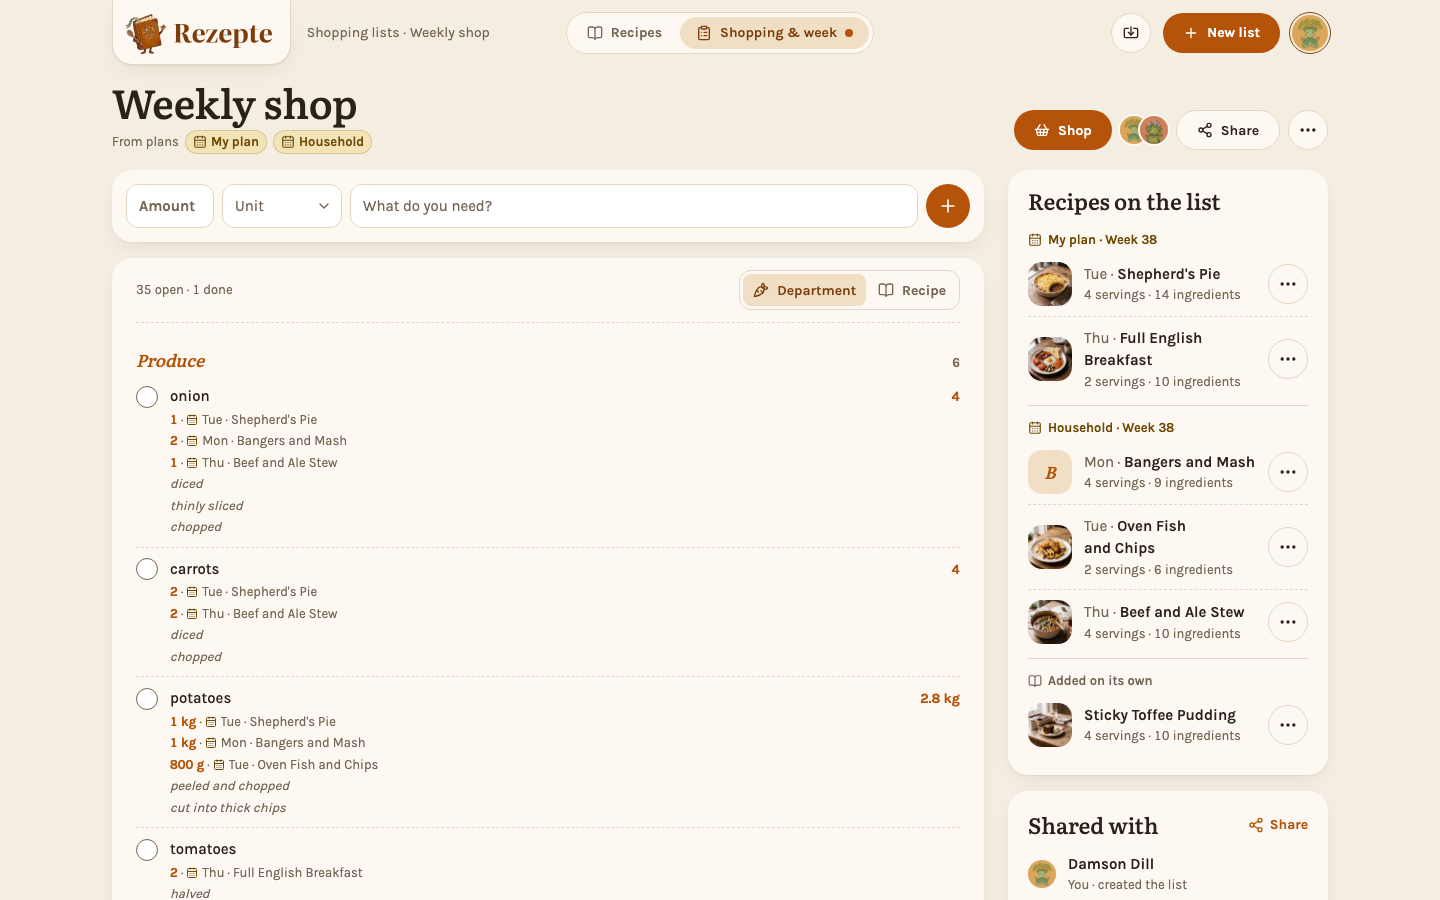 Rezepte
Shopping lists · Weekly shop
Recipes
Shopping & week
New list
Weekly shop
From plans
My plan
Household
Shop
Share
Amount
Unit
What do you need?
35 open · 1 done
Department
Recipe
Produce
6
onion
4
1 · Tue · Shepherd's Pie
2 · Mon · Bangers and Mash
1 · Thu · Beef and Ale Stew
diced
thinly sliced
chopped
carrots
4
2 · Tue · Shepherd's Pie
2 · Thu · Beef and Ale Stew
diced
chopped
potatoes
2.8 kg
1 kg · Tue · Shepherd's Pie
1 kg · Mon · Bangers and Mash
800 g · Tue · Oven Fish and Chips
peeled and chopped
cut into thick chips
tomatoes
2 · Thu · Full English Breakfast
halved
Recipes on the list
My plan · Week 38
Tue · Shepherd's Pie
4 servings · 14 ingredients
Thu · Full English
Breakfast
2 servings · 10 ingredients
Household · Week 38
B
Mon · Bangers and Mash
4 servings · 9 ingredients
Tue · Oven Fish
and Chips
2 servings · 6 ingredients
Thu · Beef and Ale Stew
4 servings · 10 ingredients
Added on its own
Sticky Toffee Pudding
4 servings · 10 ingredients
Shared with
Share
Damson Dill
You · created the list